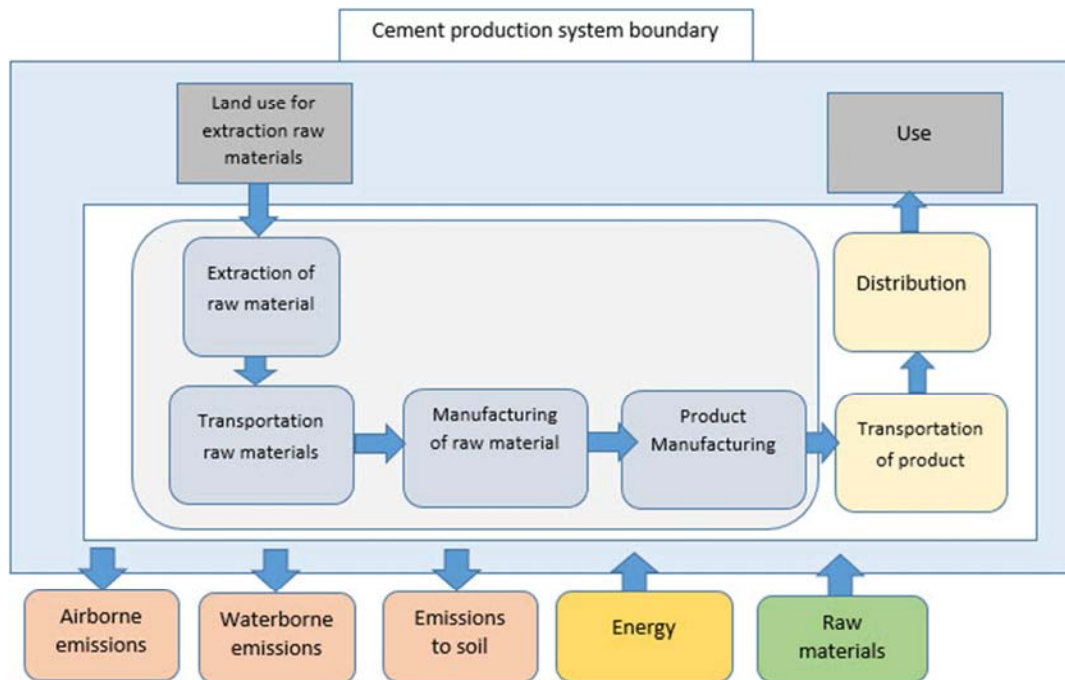 Cement production system boundary
Land use for
extraction raw
materials
Use
Extraction of
raw material
Distribution
Transportation
raw materials
Manufacturing
of raw material
Product
Manufacturing
Transportation
of product
Airborne
emissions
Waterborne
emissions
Emissions
to soil
Energy
Raw
materials